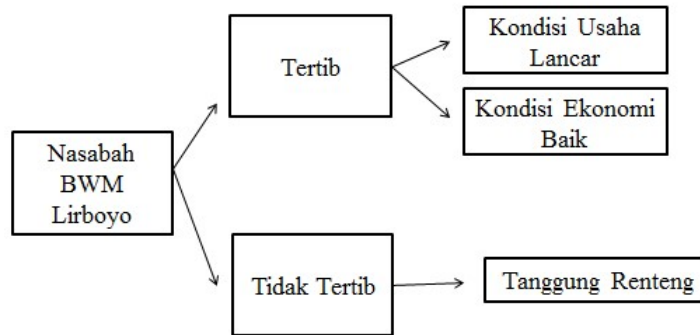 Nasabah
BWM
Lirboyo
Tertib
Kondisi Usaha
Lancar
Kondisi Ekonomi
Baik
Tidak Tertib
Tanggung Renteng